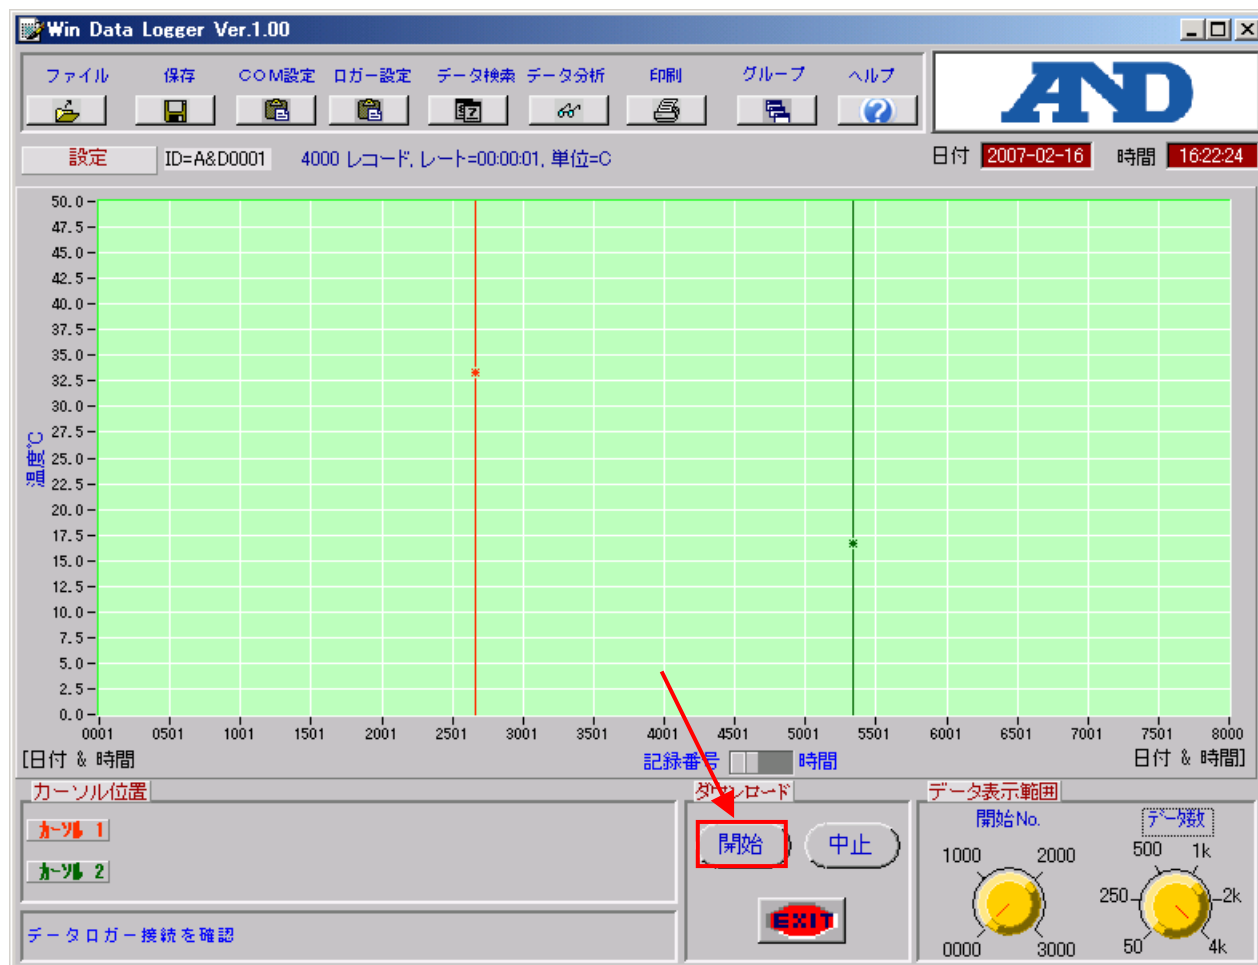 Win Data Logger Ver.1.00
ファイル 保存 COM設定 ロガー設定 データ検索 データ分析 印刷 グループ ヘルプ
AND
設定 ID=A&D0001 4000 レコード, レート=00:00:01, 単位=C 日付 2007-02-16 時間 16:22:24
50.0
47.5
45.0
42.5
40.0
37.5
35.0
32.5
30.0
27.5
25.0
22.5
20.0
17.5
15.0
12.5
10.0
7.5
5.0
2.5
0.0
温度℃
0001 0501 1001 1501 2001 2501 3001 3501 4001 4501 5001 5501 6001 6501 7001 7501 8000
[日付 & 時間 記録番号 時間 日付 & 時間]
カーソル位置
カーソル 1
カーソル 2
データロガー接続を確認
ダウンロード
開始 中止
EXIT
データ表示範囲
開始No. データ数
1000 2000 500 1k
250 2k
0000 3000 50 4k